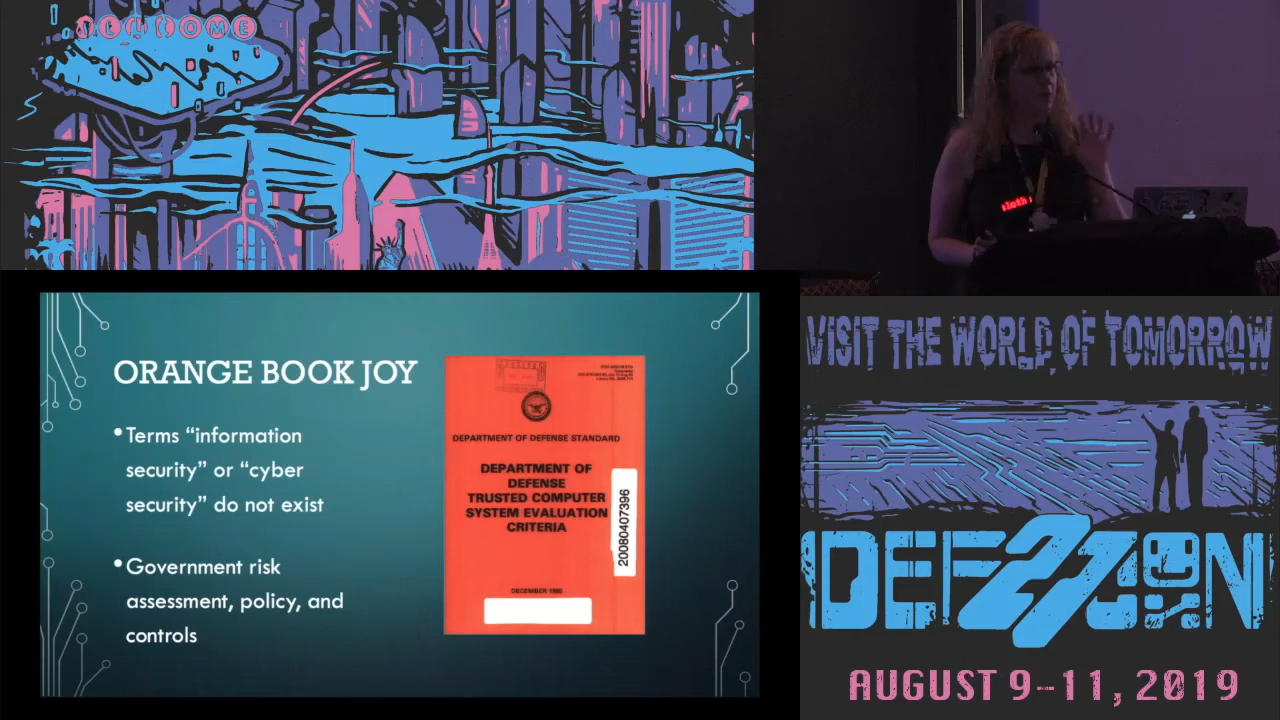 WELCOME
sloth
ORANGE BOOK JOY
• Terms “information
security” or “cyber
security” do not exist
• Government risk
assessment, policy, and
controls
DEPARTMENT OF DEFENSE STANDARD
DEPARTMENT OF
DEFENSE
TRUSTED COMPUTER
SYSTEM EVALUATION
CRITERIA
20080407396
VISIT THE WORLD OF TOMORROW
DEF27CON
AUGUST 9-11, 2019